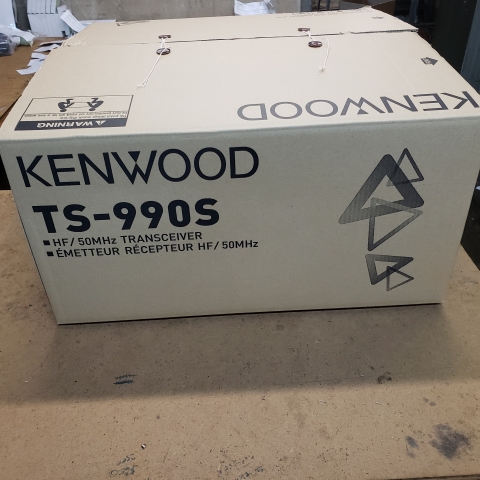 KENWOOD
WARNING
KENWOOD
TS-990S
HF/50MHz TRANSCEIVER
ÉMETTEUR RÉCEPTEUR HF/50MHz